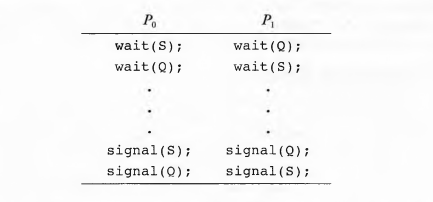 P0 P1
wait(S); wait(Q);
wait(Q); wait(S);
. .
. .
. .
signal(S); signal(Q);
signal(Q); signal(S);